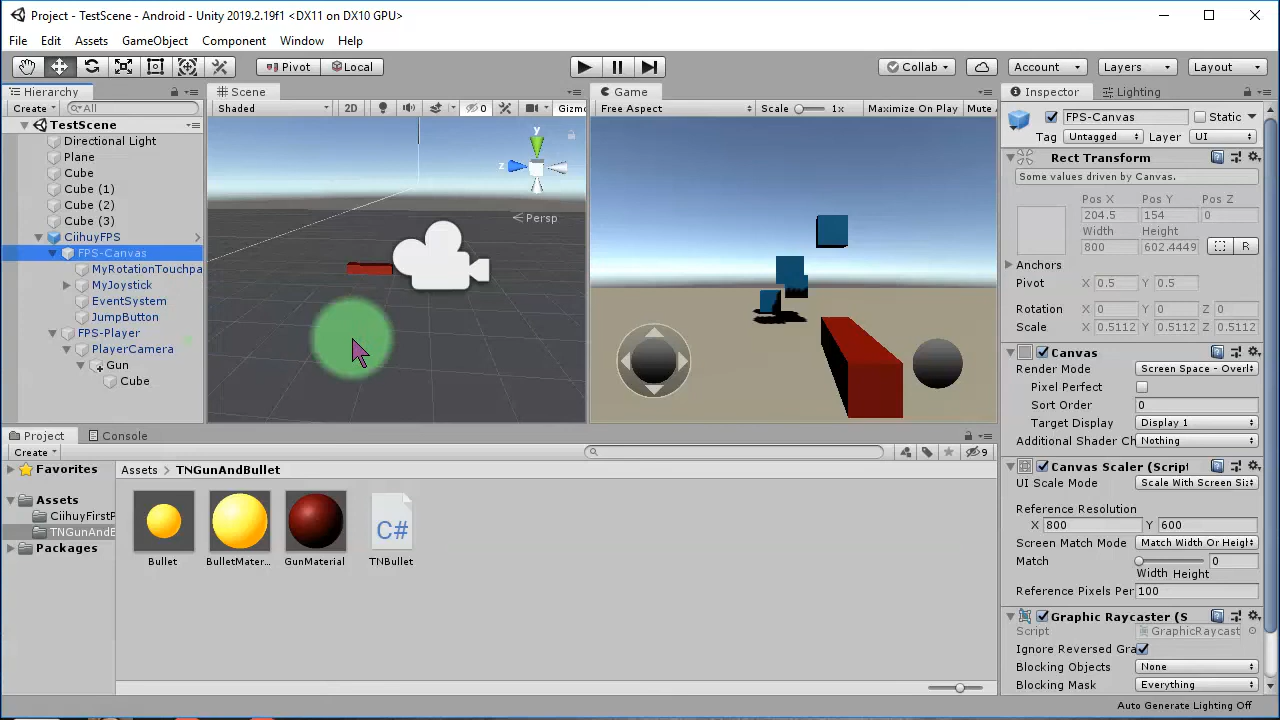 Project - TestScene - Android - Unity 2019.2.19f1 <DX11 on DX10 GPU>
File Edit Assets GameObject Component Window Help
Pivot Local Collab Account Layers Layout
Hierarchy
Create All
TestScene
Directional Light
Plane
Cube
Cube (1)
Cube (2)
Cube (3)
CiihuyFPS
FPS-Canvas
MyRotationTouchpa
MyJoystick
EventSystem
JumpButton
FPS-Player
PlayerCamera
Gun
Cube
Scene
Shaded 2D 0 Gizmo
y
z
Persp
Game
Free Aspect Scale 1x Maximize On Play Mute
Inspector Lighting
FPS-Canvas Static
Tag Untagged Layer UI
Rect Transform
Some values driven by Canvas.
Pos X Pos Y Pos Z
204.5 154 0
Width Height
800 602.4449
R
Anchors
Pivot X 0.5 Y 0.5
Rotation X 0 Y 0 Z 0
Scale X 0.5112 Y 0.5112 Z 0.5112
Canvas
Render Mode Screen Space - Overl
Pixel Perfect
Sort Order 0
Target Display Display 1
Additional Shader Ch Nothing
Canvas Scaler (Script
UI Scale Mode Scale With Screen Si
Reference Resolution
X 800 Y 600
Screen Match Mode Match Width Or Heigh
Match 0
Width Height
Reference Pixels Per 100
Graphic Raycaster (S
Script GraphicRaycast
Ignore Reversed Gra
Blocking Objects None
Blocking Mask Everything
Project Console
Create 9
Favorites
Assets
CiihuyFirstP
TNGunAndB
Packages
Assets > TNGunAndBullet
C#
Bullet BulletMater... GunMaterial TNBullet
Auto Generate Lighting Off